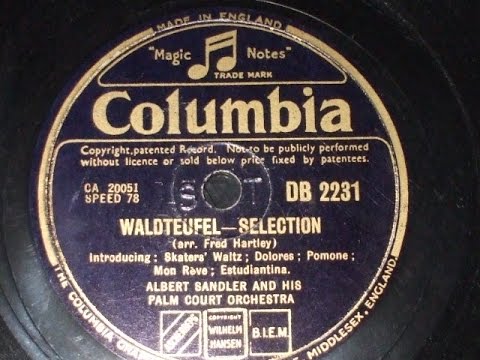 MADE IN ENGLAND
"Magic Notes"
TRADE MARK
Columbia
Copyright, patented Record. Not to be publicly performed
without licence or sold below price fixed by patentees.
CA 20051
SPEED 78
DB 2231
WALDTEUFEL—SELECTION
(arr. Fred Hartley)
Introducing: Skaters' Waltz; Dolores; Pomone;
Mon Rève; Estudiantina.
ALBERT SANDLER AND HIS
PALM COURT ORCHESTRA
COPYRIGHT
WILHELM
HANSEN
B.I.E.M.
THE COLUMBIA
MIDDLESEX, ENGLAND.